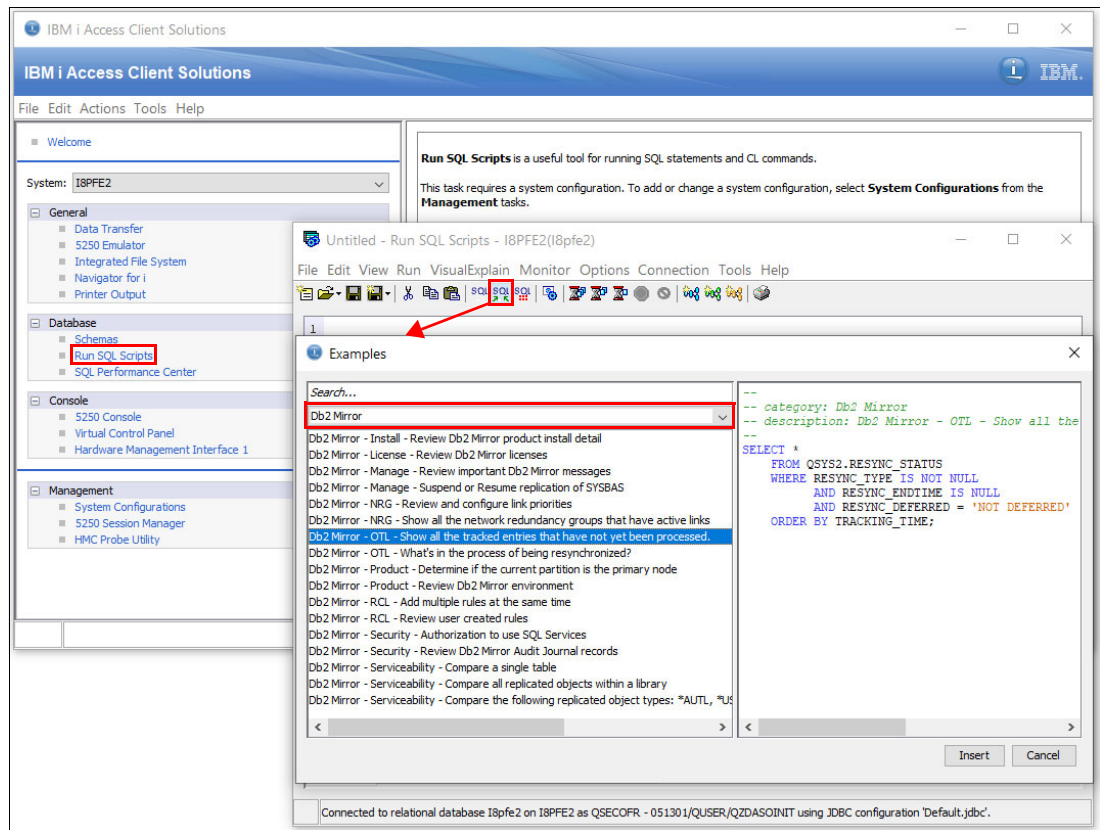 IBM i Access Client Solutions
IBM i Access Client Solutions
IBM.
File Edit Actions Tools Help
Welcome
System: I8PFE2
General
Data Transfer
5250 Emulator
Integrated File System
Navigator for i
Printer Output
Database
Schemas
Run SQL Scripts
SQL Performance Center
Console
5250 Console
Virtual Control Panel
Hardware Management Interface 1
Management
System Configurations
5250 Session Manager
HMC Probe Utility
Run SQL Scripts is a useful tool for running SQL statements and CL commands.
This task requires a system configuration. To add or change a system configuration, select System Configurations from the
Management tasks.
Untitled - Run SQL Scripts - I8PFE2(I8pfe2)
File Edit View Run VisualExplain Monitor Options Connection Tools Help
SQL SQL SQL
1
Examples
Search...
Db2 Mirror
Db2 Mirror - Install - Review Db2 Mirror product install detail
Db2 Mirror - License - Review Db2 Mirror licenses
Db2 Mirror - Manage - Review important Db2 Mirror messages
Db2 Mirror - Manage - Suspend or Resume replication of SYSBAS
Db2 Mirror - NRG - Review and configure link priorities
Db2 Mirror - NRG - Show all the network redundancy groups that have active links
Db2 Mirror - OTL - Show all the tracked entries that have not yet been processed.
Db2 Mirror - OTL - What's in the process of being resynchronized?
Db2 Mirror - Product - Determine if the current partition is the primary node
Db2 Mirror - Product - Review Db2 Mirror environment
Db2 Mirror - RCL - Add multiple rules at the same time
Db2 Mirror - RCL - Review user created rules
Db2 Mirror - Security - Authorization to use SQL Services
Db2 Mirror - Security - Review Db2 Mirror Audit Journal records
Db2 Mirror - Serviceability - Compare a single table
Db2 Mirror - Serviceability - Compare all replicated objects within a library
Db2 Mirror - Serviceability - Compare the following replicated object types: *AUTL, *US
--
-- category: Db2 Mirror
-- description: Db2 Mirror - OTL - Show all the
--
SELECT *
FROM QSYS2.RESYNC_STATUS
WHERE RESYNC_TYPE IS NOT NULL
AND RESYNC_ENDTIME IS NULL
AND RESYNC_DEFERRED = 'NOT DEFERRED'
ORDER BY TRACKING_TIME;
Insert Cancel
Connected to relational database I8pfe2 on I8PFE2 as QSECOFR - 051301/QUSER/QZDASOINIT using JDBC configuration 'Default.jdbc'.